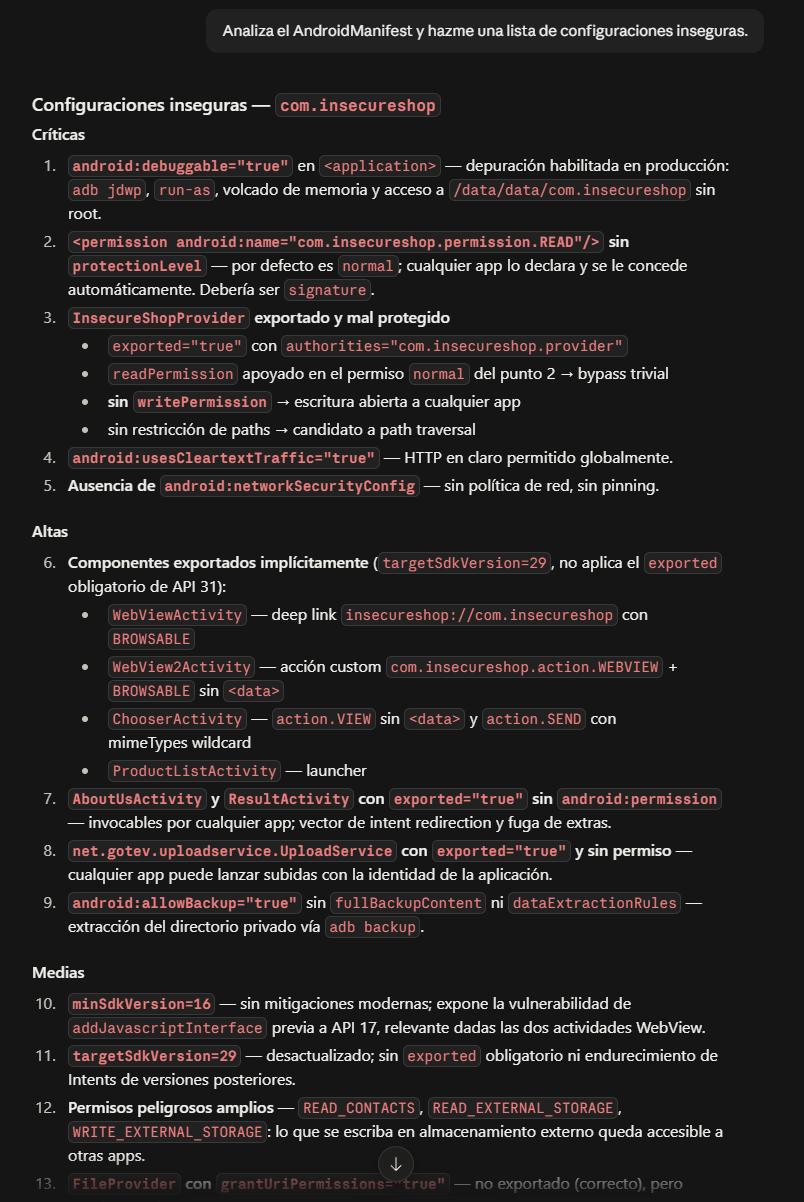 Analiza el AndroidManifest y hazme una lista de configuraciones inseguras.
Configuraciones inseguras — com.insecureshop
Críticas
1. android:debuggable="true" en <application> — depuración habilitada en producción:
adb jdwp, run-as, volcado de memoria y acceso a /data/data/com.insecureshop sin
root.
2. <permission android:name="com.insecureshop.permission.READ"/> sin
protectionLevel — por defecto es normal; cualquier app lo declara y se le concede
automáticamente. Debería ser signature.
3. InsecureShopProvider exportado y mal protegido
• exported="true" con authorities="com.insecureshop.provider"
• readPermission apoyado en el permiso normal del punto 2 → bypass trivial
• sin writePermission → escritura abierta a cualquier app
• sin restricción de paths → candidato a path traversal
4. android:usesCleartextTraffic="true" — HTTP en claro permitido globalmente.
5. Ausencia de android:networkSecurityConfig — sin política de red, sin pinning.
Altas
6. Componentes exportados implícitamente (targetSdkVersion=29, no aplica el exported
obligatorio de API 31):
• WebViewActivity — deep link insecureshop://com.insecureshop con
BROWSABLE
• WebView2Activity — acción custom com.insecureshop.action.WEBVIEW +
BROWSABLE sin <data>
• ChooserActivity — action.VIEW sin <data> y action.SEND con
mimeTypes wildcard
• ProductListActivity — launcher
7. AboutUsActivity y ResultActivity con exported="true" sin android:permission
— invocables por cualquier app; vector de intent redirection y fuga de extras.
8. net.gotev.uploadservice.UploadService con exported="true" y sin permiso —
cualquier app puede lanzar subidas con la identidad de la aplicación.
9. android:allowBackup="true" sin fullBackupContent ni dataExtractionRules —
extracción del directorio privado vía adb backup.
Medias
10. minSdkVersion=16 — sin mitigaciones modernas; expone la vulnerabilidad de
addJavascriptInterface previa a API 17, relevante dadas las dos actividades WebView.
11. targetSdkVersion=29 — desactualizado; sin exported obligatorio ni endurecimiento de
Intents de versiones posteriores.
12. Permisos peligrosos amplios — READ_CONTACTS, READ_EXTERNAL_STORAGE,
WRITE_EXTERNAL_STORAGE: lo que se escriba en almacenamiento externo queda accesible a
otras apps.
13. FileProvider con grantUriPermissions="true" — no exportado (correcto), pero